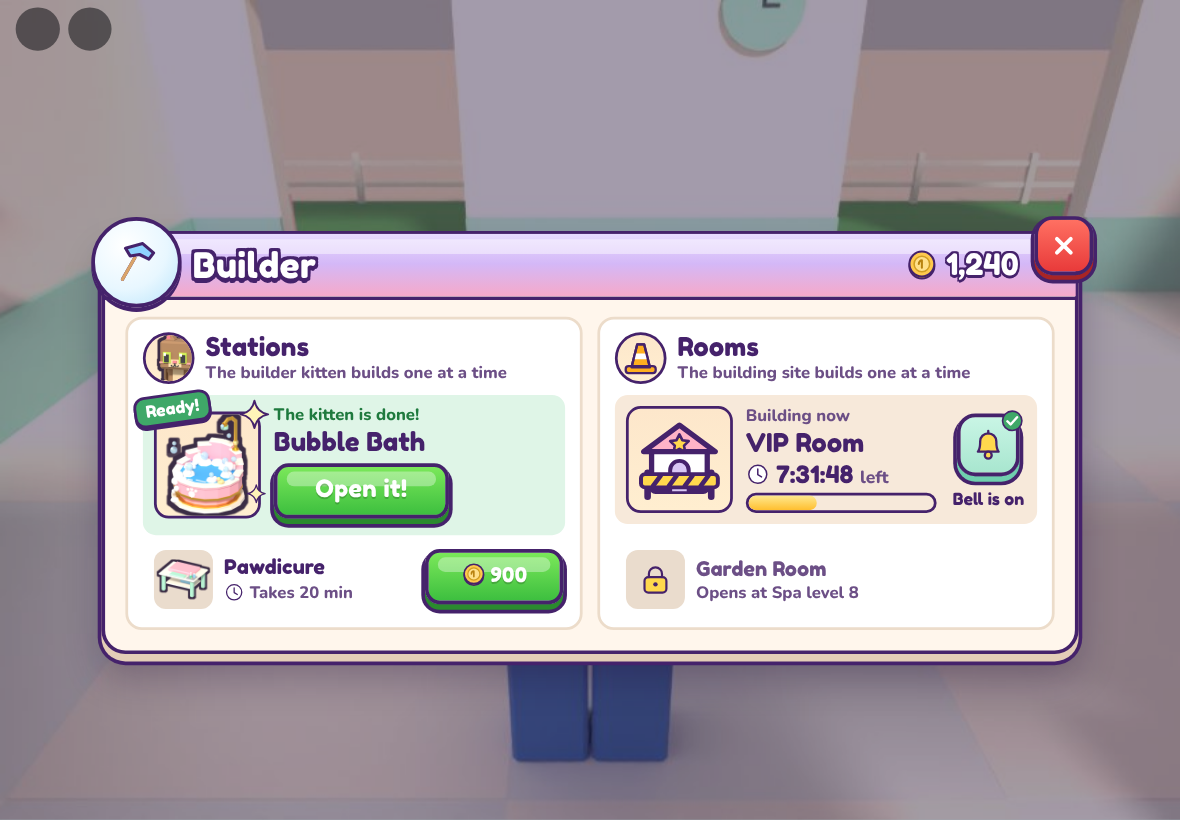 Builder
1,240
Stations
The builder kitten builds one at a time
Ready!
The kitten is done!
Bubble Bath
Open it!
Pawdicure
Takes 20 min
900
Rooms
The building site builds one at a time
Building now
VIP Room
7:31:48 left
Bell is on
Garden Room
Opens at Spa level 8